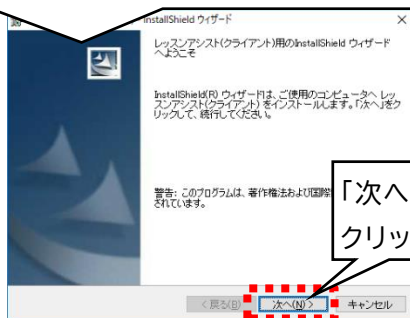 InstallShield ウィザード
レッスンアシスト(クライアント)用のInstallShield ウィザード
へようこそ
InstallShield(R) ウィザードは、ご使用のコンピュータへ レッ
スンアシスト(クライアント) をインストールします。「次へ」をク
リックして、続行してください。
警告: このプログラムは、著作権法および国際
されています。
「次へ
クリッ
< 戻る(B)
次へ(N) >
キャンセル